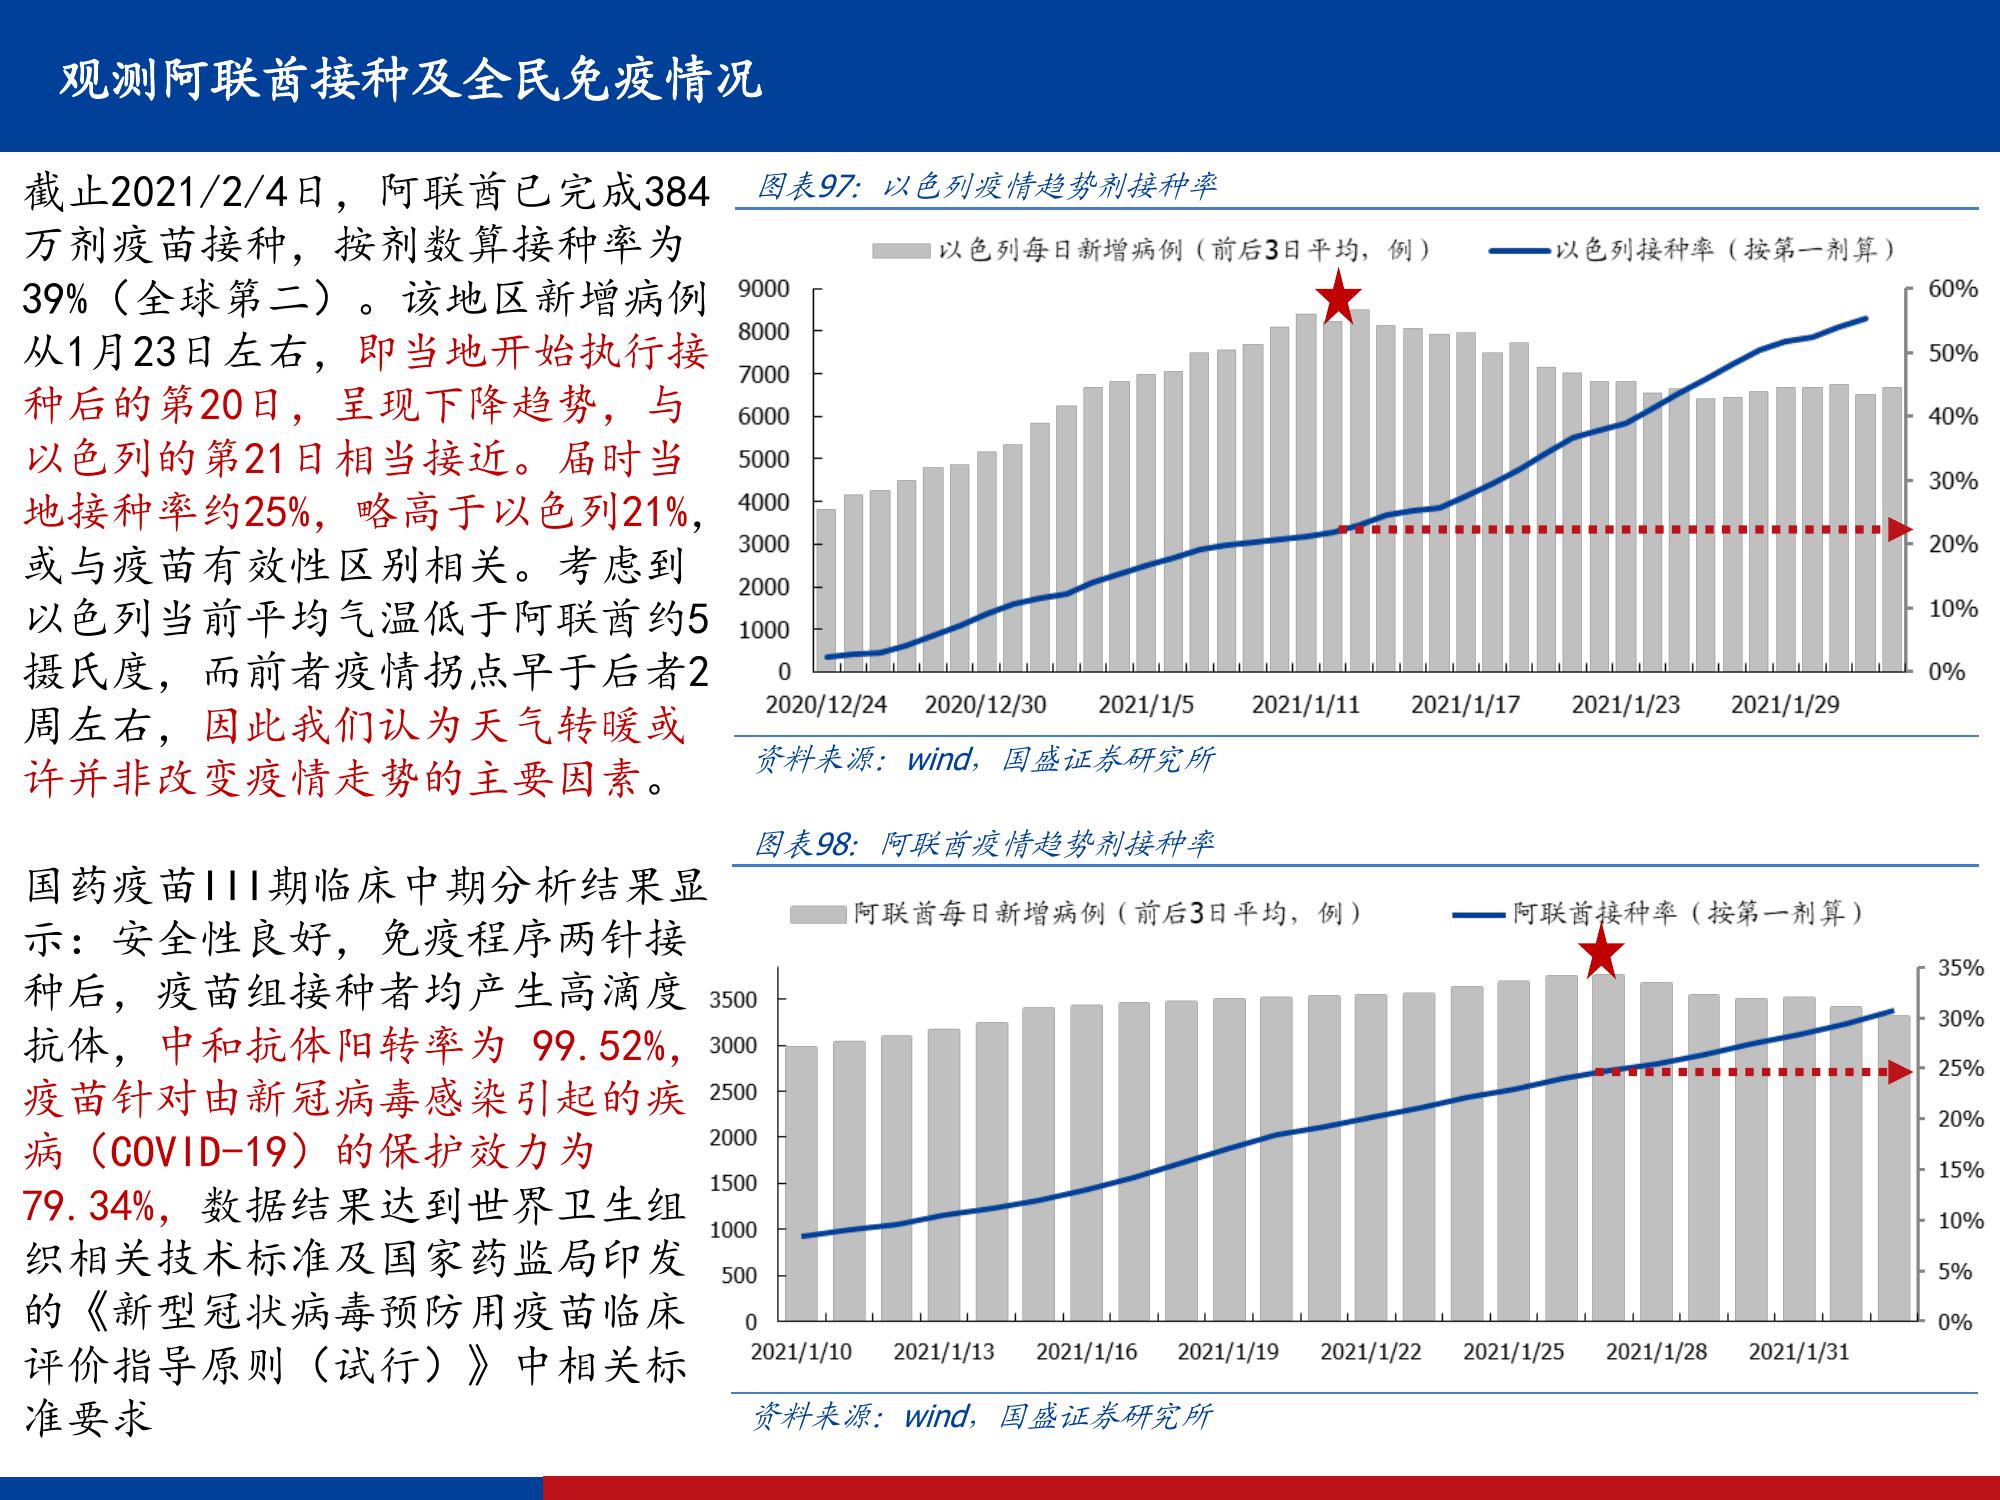 观测阿联酋接种及全民免疫情况
截止2021/2/4日，阿联酋已完成384
万剂疫苗接种，按剂数算接种率为
39%（全球第二）。该地区新增病例
从1月23日左右，即当地开始执行接
种后的第20日，呈现下降趋势，与
以色列的第21日相当接近。届时当
地接种率约25%，略高于以色列21%，
或与疫苗有效性区别相关。考虑到
以色列当前平均气温低于阿联酋约5
摄氏度，而前者疫情拐点早于后者2
周左右，因此我们认为天气转暖或
许并非改变疫情走势的主要因素。
国药疫苗III期临床中期分析结果显
示：安全性良好，免疫程序两针接
种后，疫苗组接种者均产生高滴度
抗体，中和抗体阳转率为 99.52%，
疫苗针对由新冠病毒感染引起的疾
病（COVID-19）的保护效力为
79.34%，数据结果达到世界卫生组
织相关技术标准及国家药监局印发
的《新型冠状病毒预防用疫苗临床
评价指导原则（试行）》中相关标
准要求
图表97：以色列疫情趋势剂接种率
以色列每日新增病例（前后3日平均，例）
以色列接种率（按第一剂算）
9000
8000
7000
6000
5000
4000
3000
2000
1000
0
60%
50%
40%
30%
20%
10%
0%
2020/12/24 2020/12/30 2021/1/5 2021/1/11 2021/1/17 2021/1/23 2021/1/29
资料来源：wind，国盛证券研究所
图表98：阿联酋疫情趋势剂接种率
阿联酋每日新增病例（前后3日平均，例）
阿联酋接种率（按第一剂算）
3500
3000
2500
2000
1500
1000
500
0
35%
30%
25%
20%
15%
10%
5%
0%
2021/1/10 2021/1/13 2021/1/16 2021/1/19 2021/1/22 2021/1/25 2021/1/28 2021/1/31
资料来源：wind，国盛证券研究所